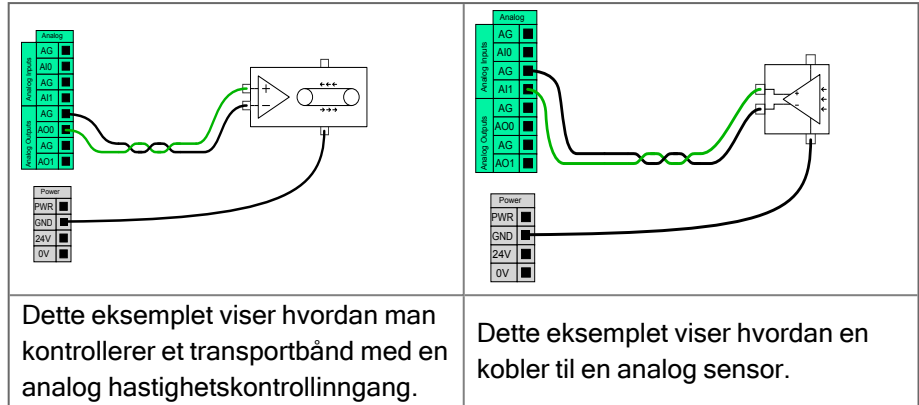 Analog
Analog Inputs
AG
AI0
AG
AI1
Analog Outputs
AG
AO0
AG
AO1
+
−
Power
PWR
GND
24V
0V
Dette eksemplet viser hvordan man
kontrollerer et transportbånd med en
analog hastighetskontrollinngang.
Analog
Analog Inputs
AG
AI0
AG
AI1
Analog Outputs
AG
AO0
AG
AO1
+
-
Power
PWR
GND
24V
0V
Dette eksemplet viser hvordan en
kobler til en analog sensor.